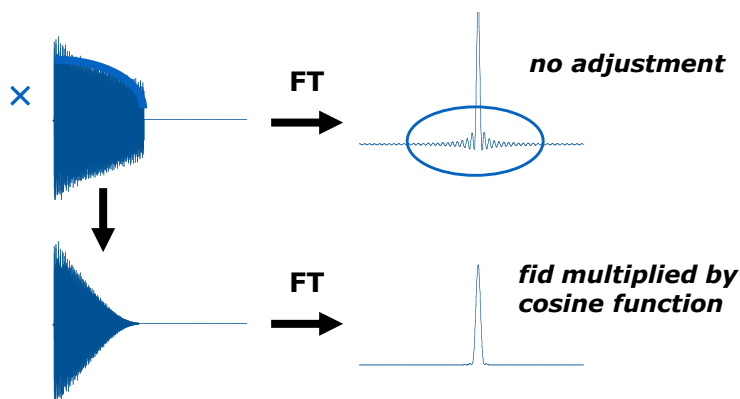 ×
FT
no adjustment
FT
fid multiplied by
cosine function